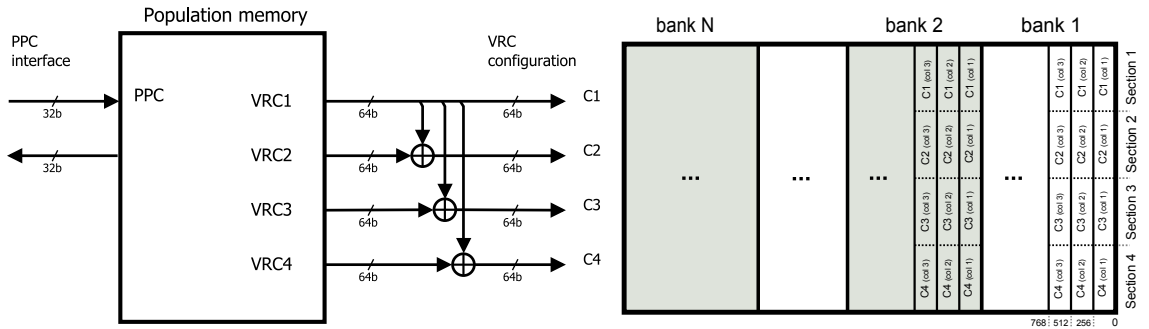 Population memory
PPC
interface
VRC
configuration
PPC
VRC1
VRC2
VRC3
VRC4
32b
32b
64b
64b
64b
64b
64b
64b
64b
64b
C1
C2
C3
C4
bank N
bank 2
bank 1
...
...
...
...
C1 (col 3)
C1 (col 2)
C1 (col 1)
C1 (col 3)
C1 (col 2)
C1 (col 1)
Section 1
C2 (col 3)
C2 (col 2)
C2 (col 1)
C2 (col 3)
C2 (col 2)
C2 (col 1)
Section 2
C3 (col 3)
C3 (col 2)
C3 (col 1)
C3 (col 3)
C3 (col 2)
C3 (col 1)
Section 3
C4 (col 3)
C4 (col 2)
C4 (col 1)
C4 (col 3)
C4 (col 2)
C4 (col 1)
Section 4
768 512 256 0